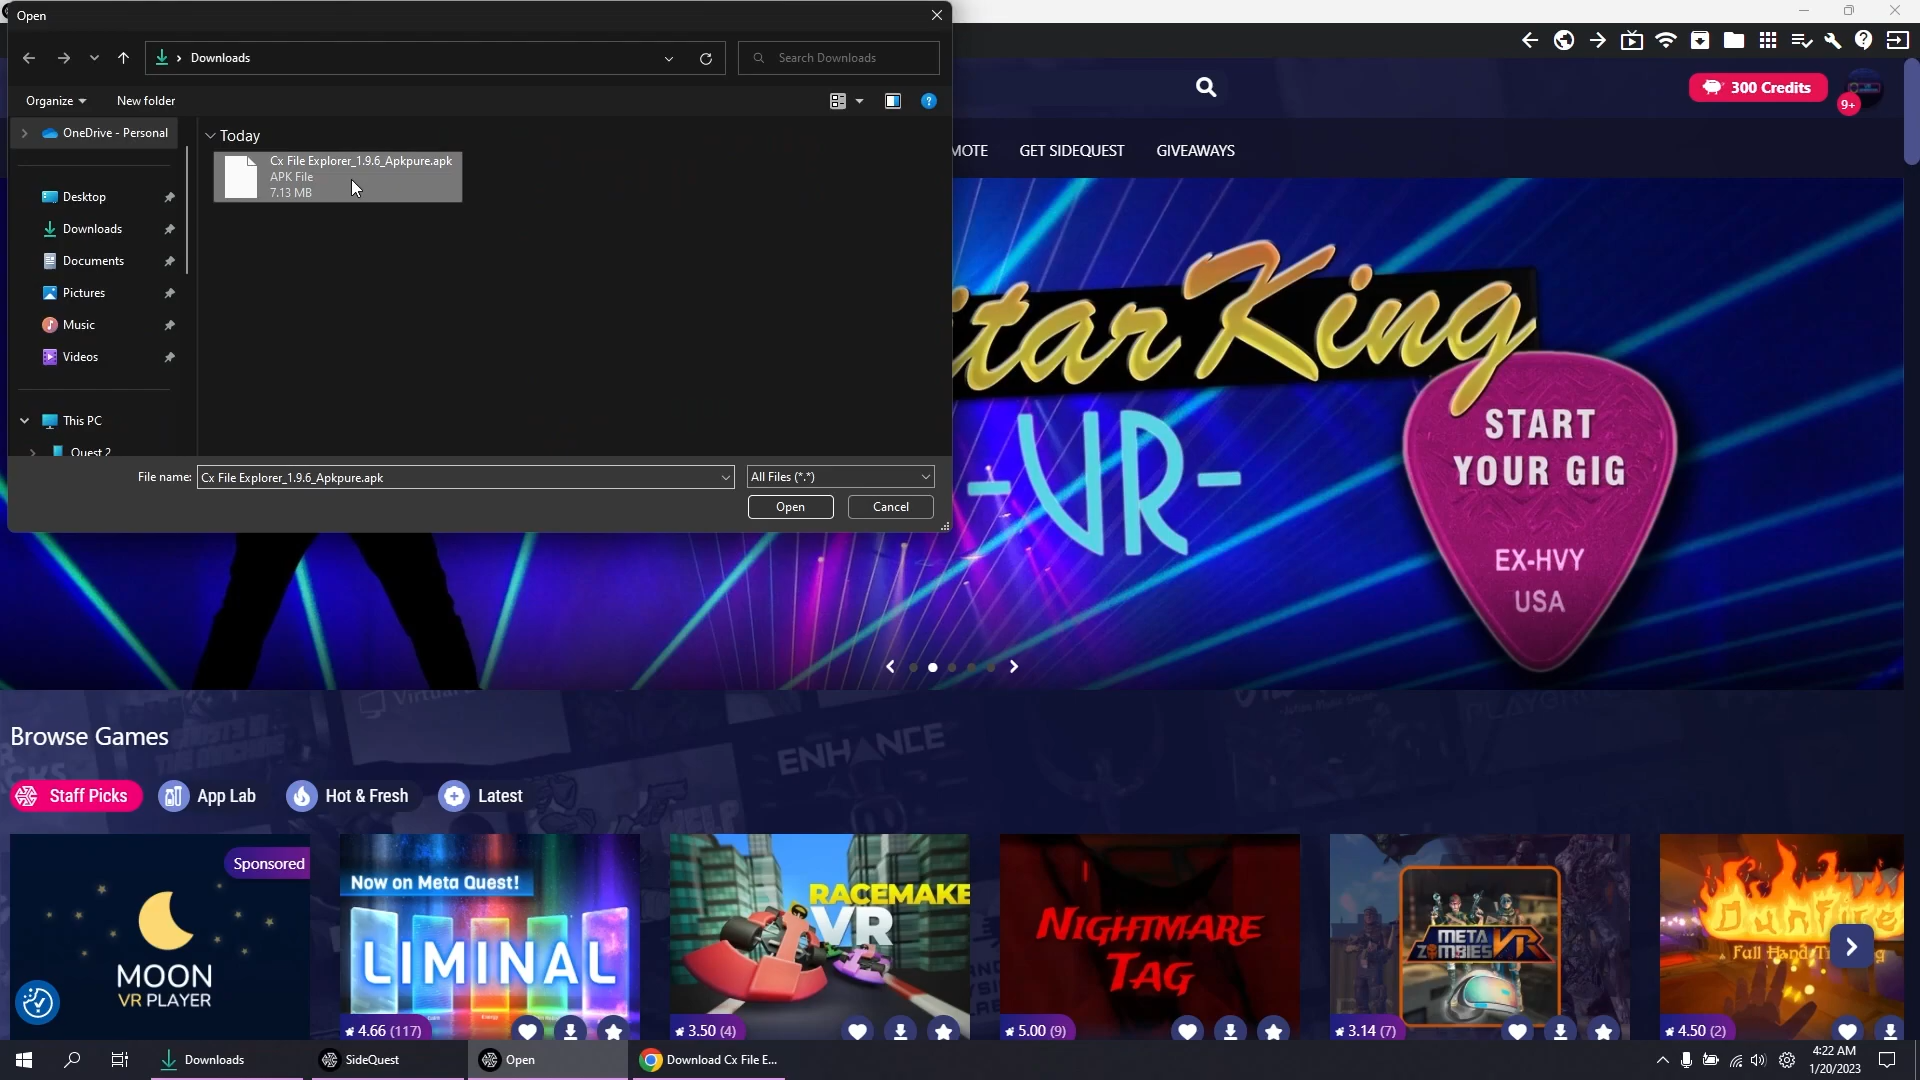 Open
Downloads
Search Downloads
Organize
New folder
OneDrive - Personal
Desktop
Downloads
Documents
Pictures
Music
Videos
This PC
Quest 2
Today
Cx File Explorer_1.9.6_Apkpure.apk
APK File
7.13 MB
File name:
Cx File Explorer_1.9.6_Apkpure.apk
All Files (*.*)
Open
Cancel
300 Credits
9+
MOTE
GET SIDEQUEST
GIVEAWAYS
tar King
-VR-
START
YOUR GIG
EX-HVY
USA
ENHANCE
Browse Games
Staff Picks
App Lab
Hot & Fresh
Latest
Sponsored
MOON
VR PLAYER
Now on Meta Quest!
LIMINAL
4.66 (117)
RACEMAKE
VR
3.50 (4)
NIGHTMARE
TAG
5.00 (9)
META
ZOMBIES VR
3.14 (7)
DunFire
Full Hand Tr
4.50 (2)
Downloads
SideQuest
Open
Download Cx File E...
4:22 AM
1/20/2023